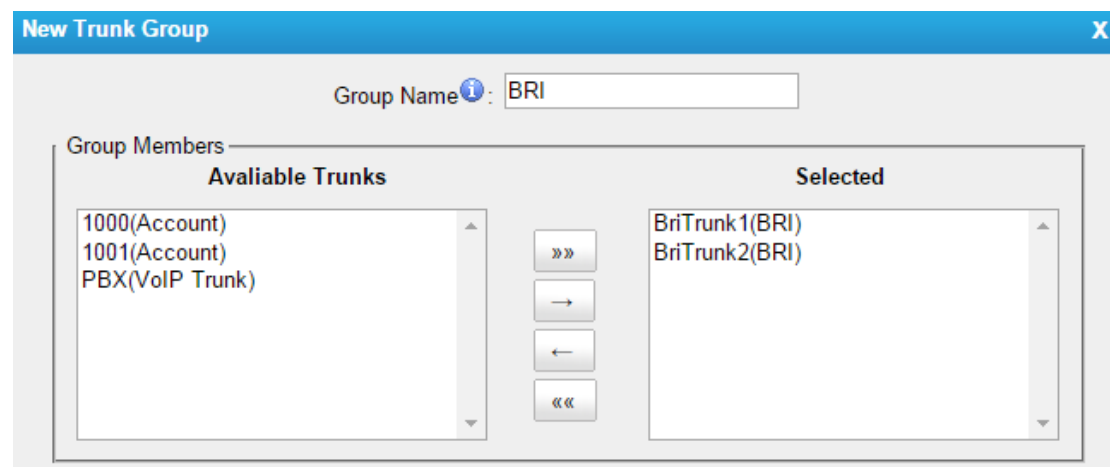 New Trunk Group X
Group Name i : BRI
Group Members
Avaliable Trunks Selected
1000(Account) BriTrunk1(BRI)
1001(Account) »» BriTrunk2(BRI)
PBX(VoIP Trunk)
→
←
««